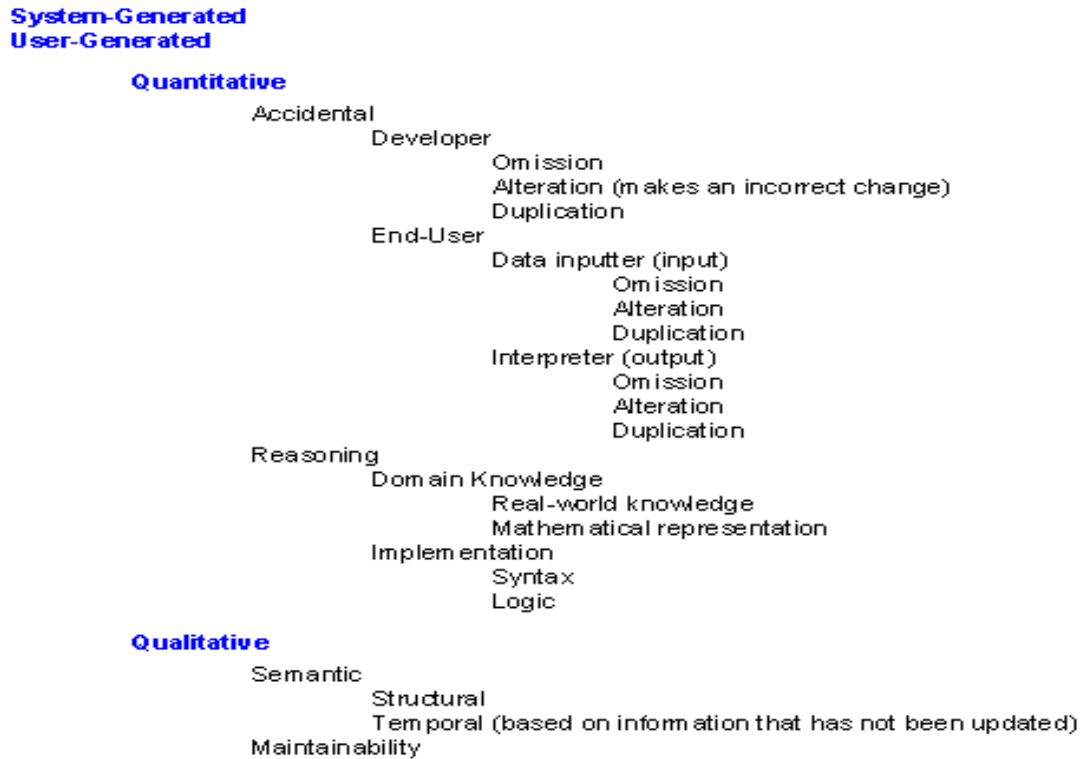 System-Generated
User-Generated
Quantitative
Accidental
Developer
Omission
Alteration (makes an incorrect change)
Duplication
End-User
Data inputter (input)
Omission
Alteration
Duplication
Interpreter (output)
Omission
Alteration
Duplication
Reasoning
Domain Knowledge
Real-world knowledge
Mathematical representation
Implementation
Syntax
Logic
Qualitative
Semantic
Structural
Temporal (based on information that has not been updated)
Maintainability